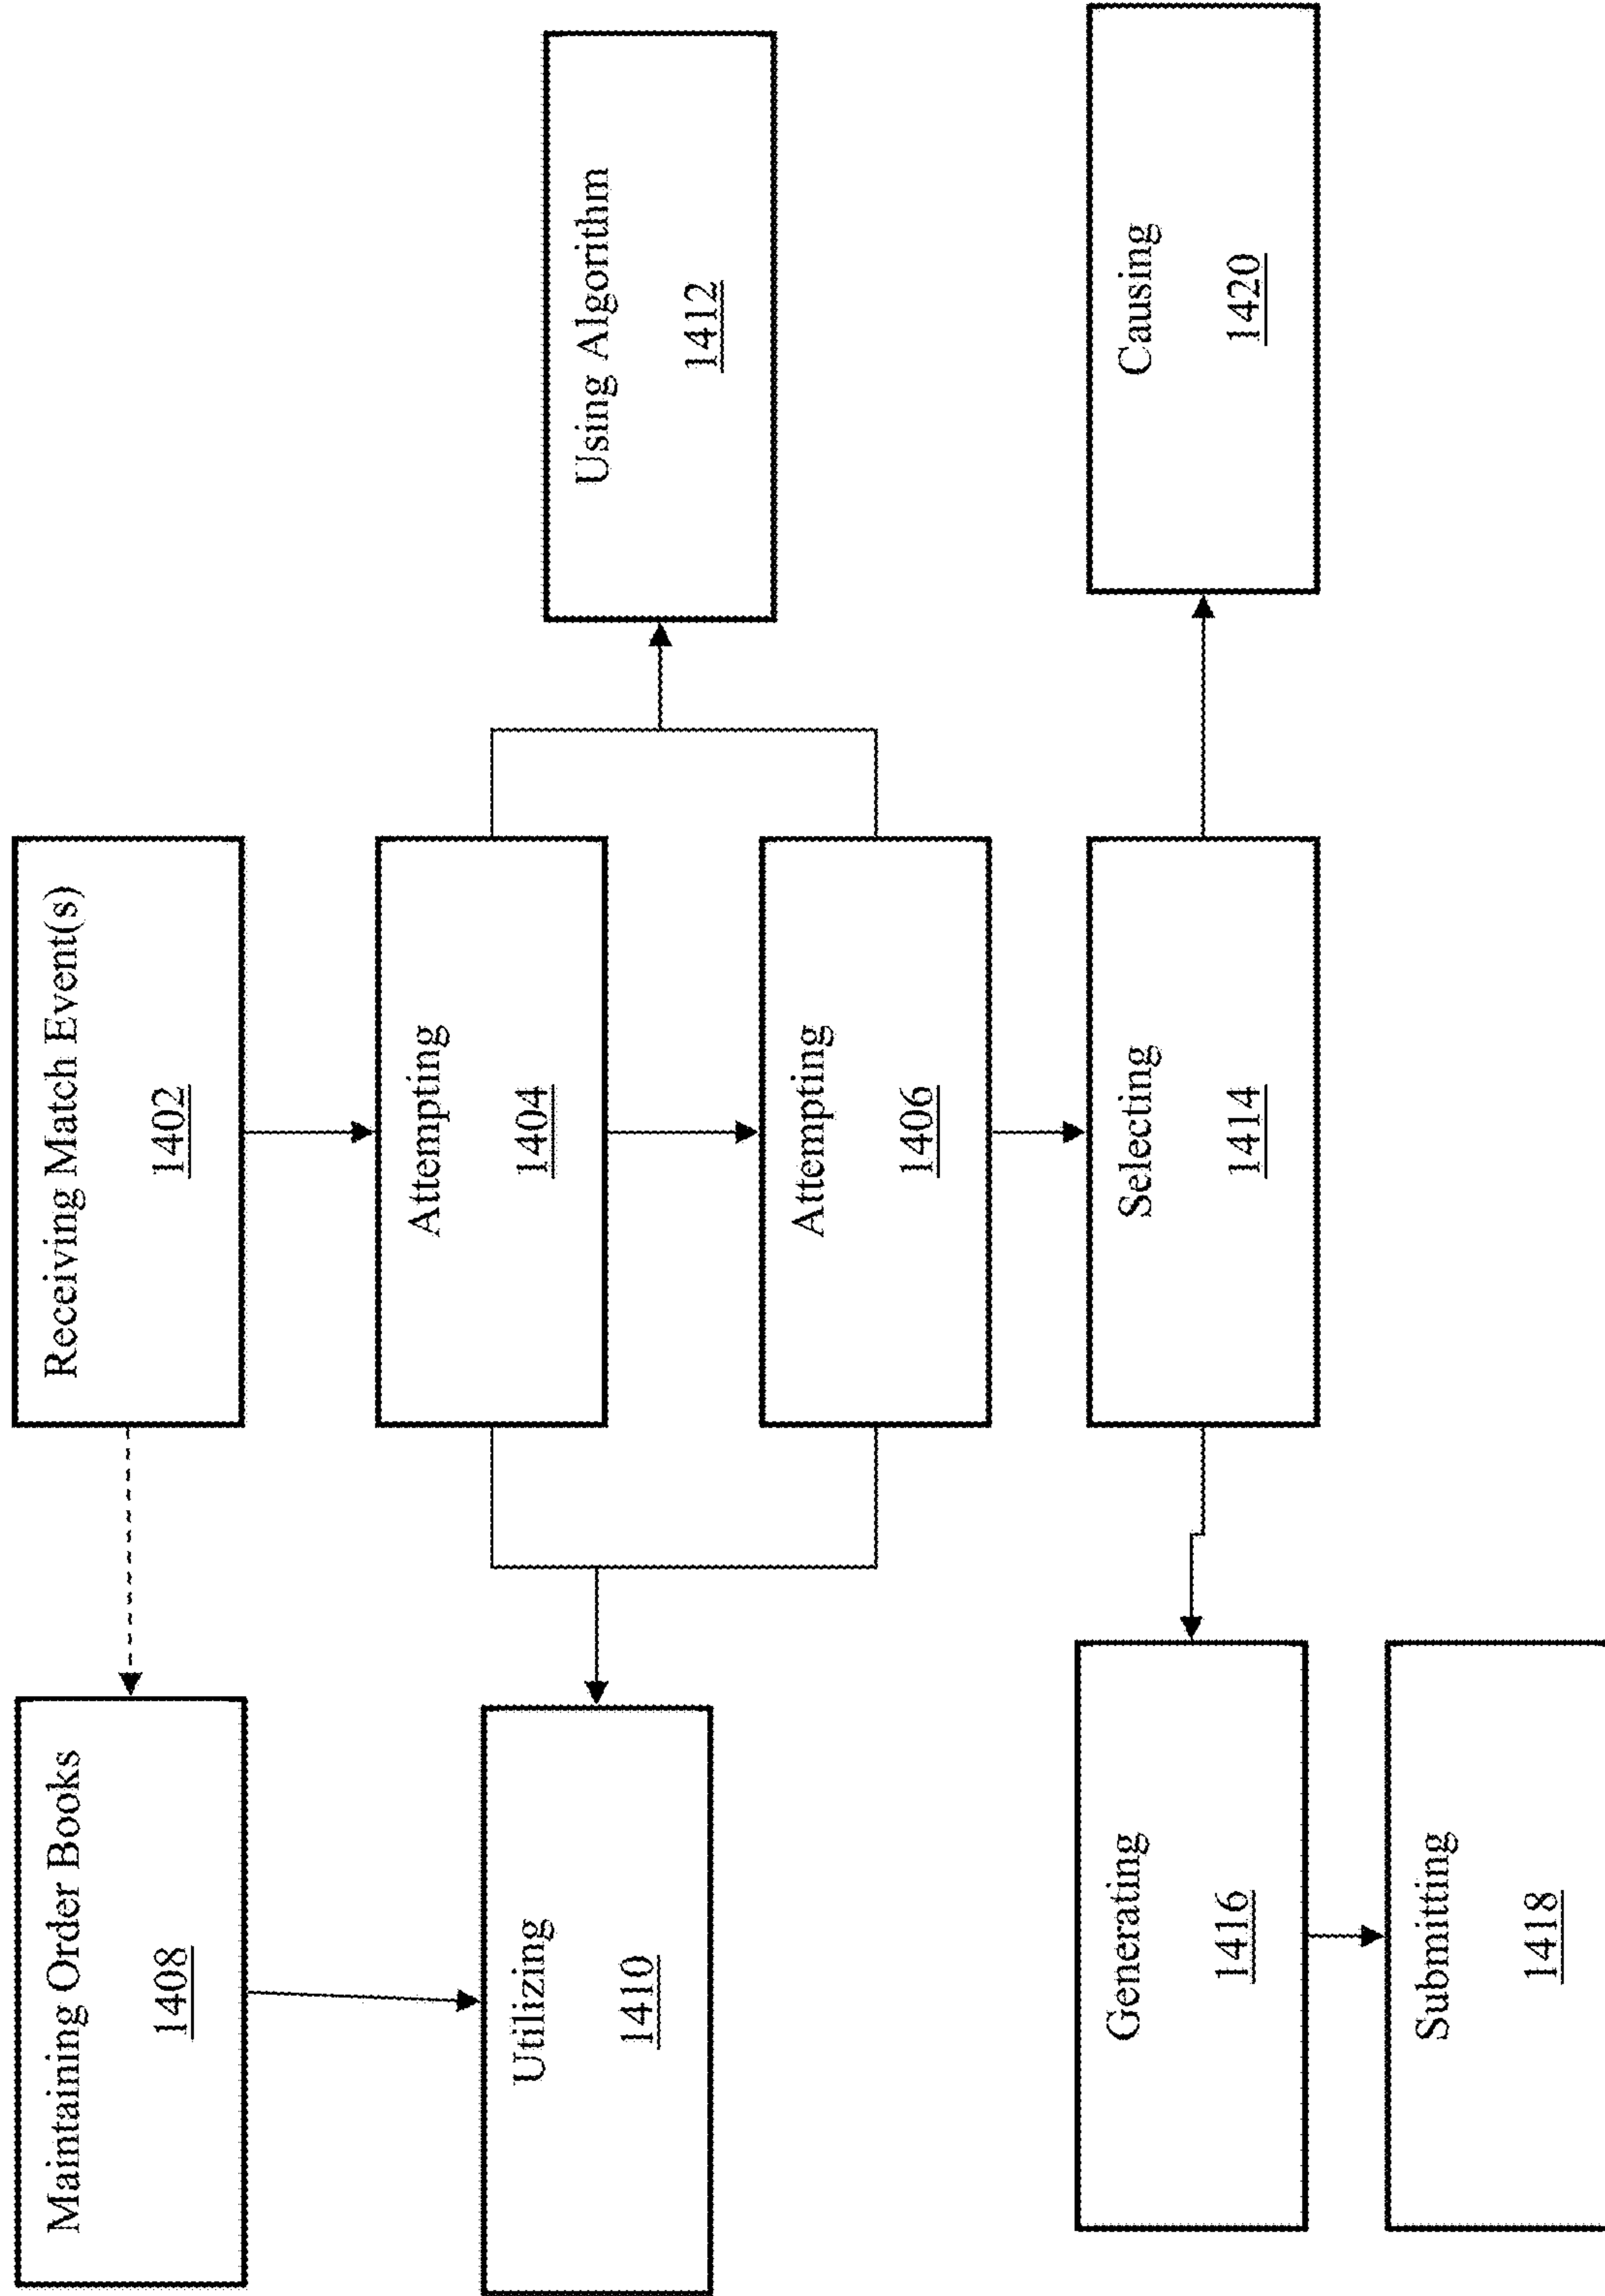 Maintaining Order Books
1408
Receiving Match Event(s)
1402
Utilizing
1410
Attempting
1404
Using Algorithm
1412
Attempting
1406
Generating
1416
Selecting
1414
Causing
1420
Submitting
1418